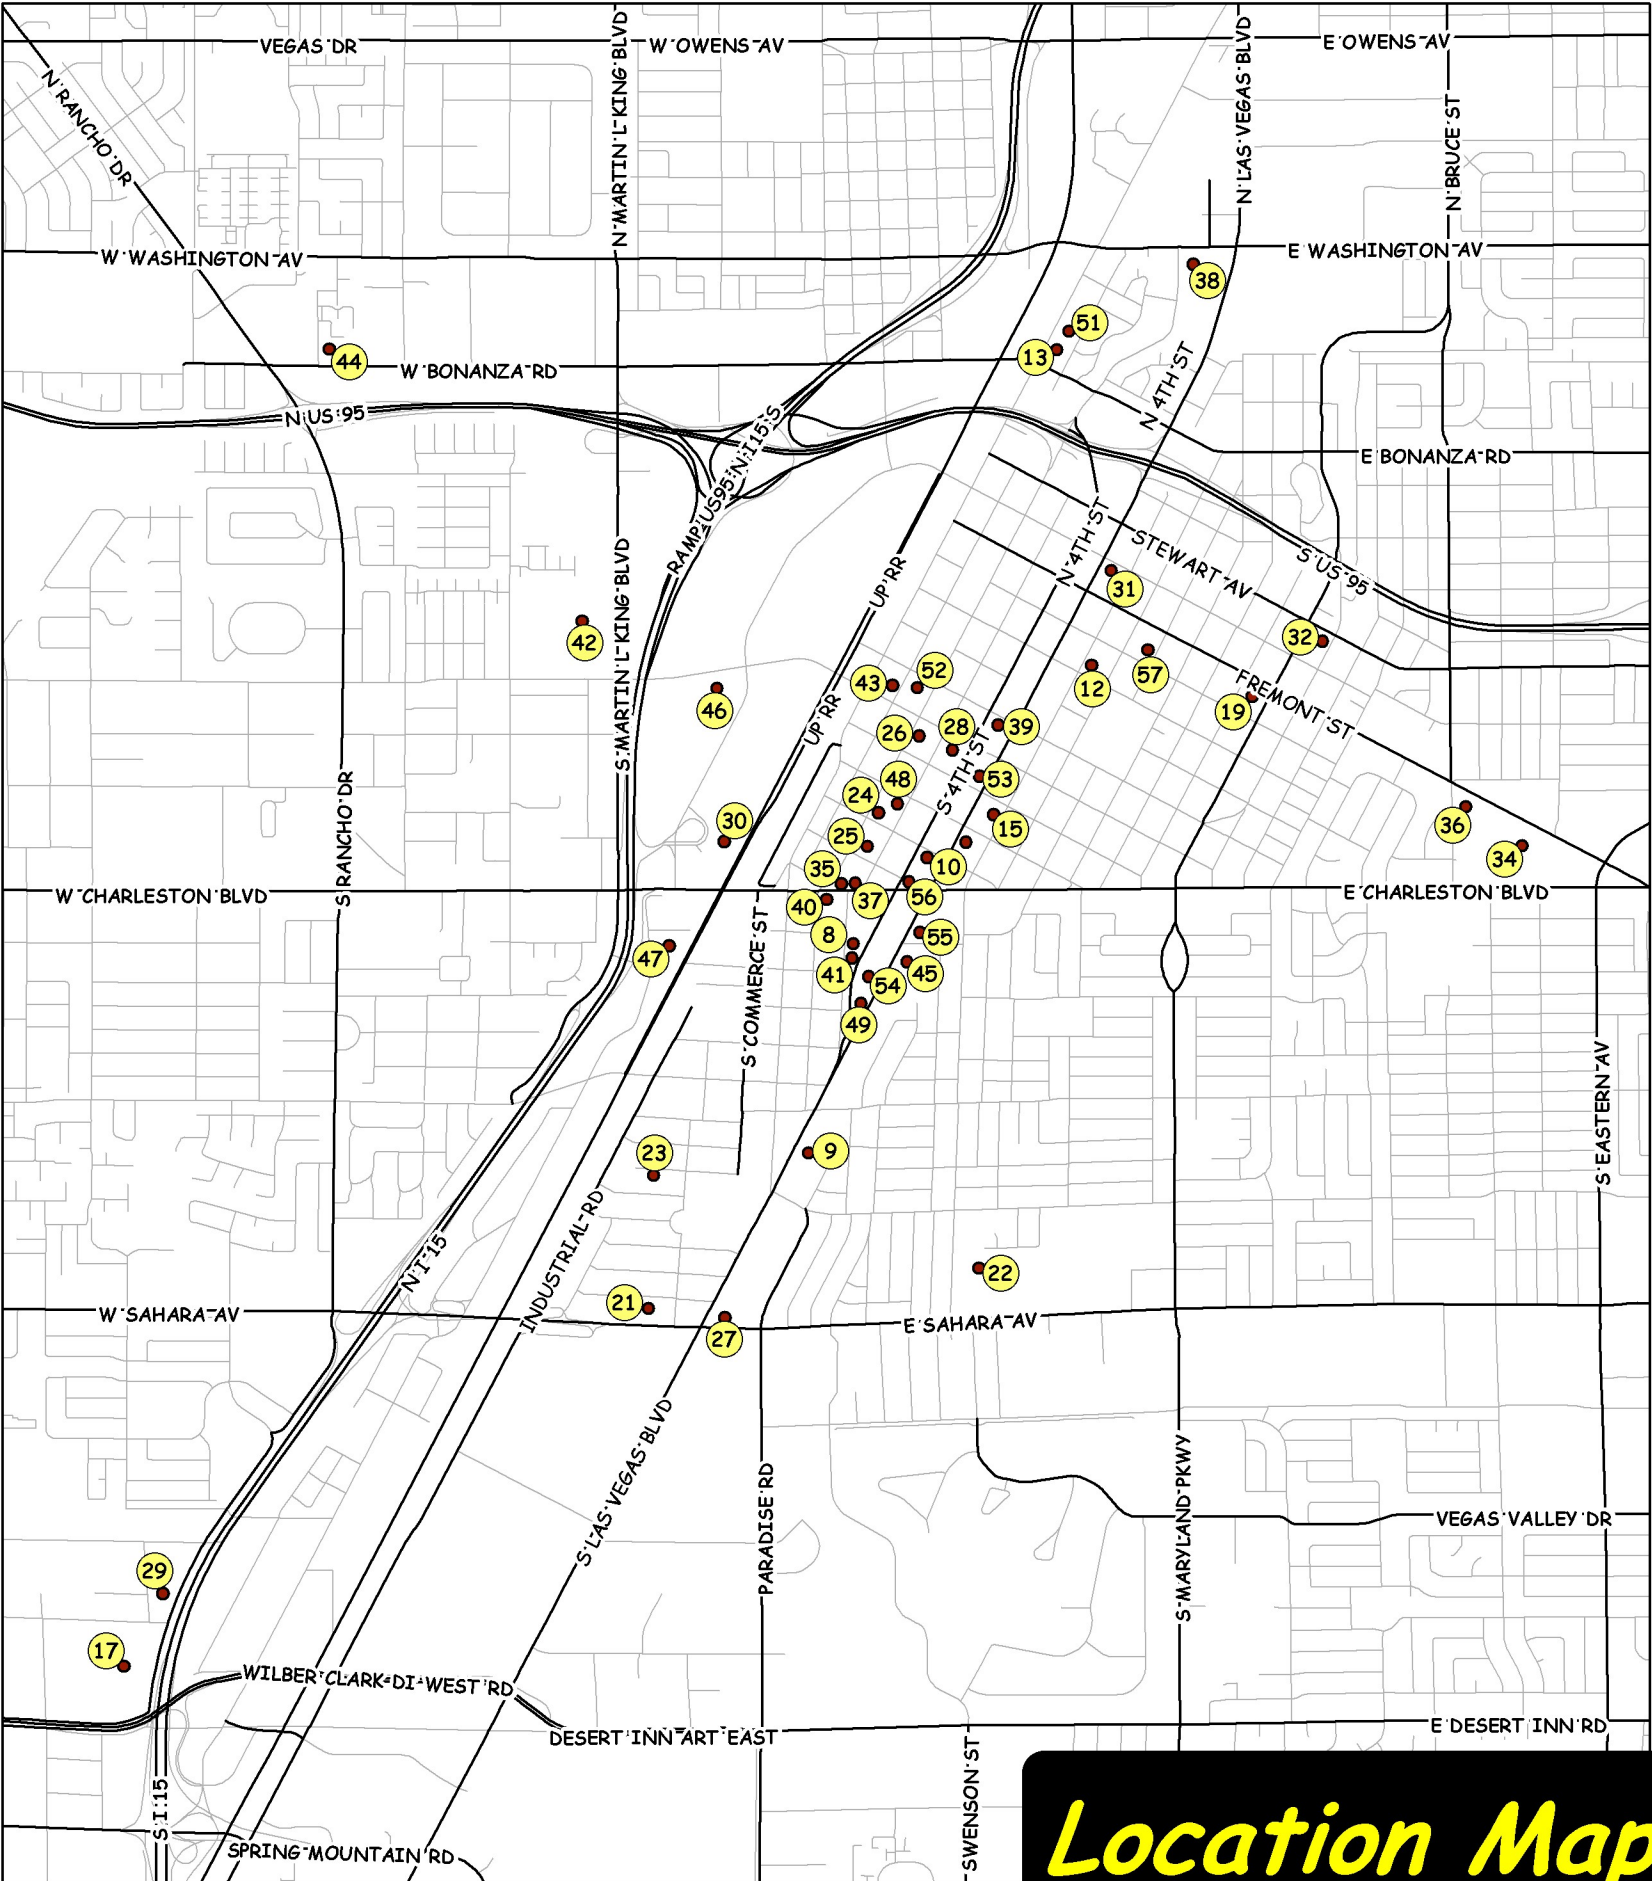 VEGAS DR
W OWENS AV
E OWENS AV
N MARTIN L KING BLVD
N LAS VEGAS BLVD
N BRUCE ST
N RANCHO DR
W WASHINGTON AV
E WASHINGTON AV
38
51
13
44
W BONANZA RD
N 4TH ST
N US 95
RAMP US95 N I 15 S
E BONANZA RD
N 4TH ST
STEWART AV
S US 95
UP RR
31
42
S MARTIN L KING BLVD
32
52
43
12
57
46
UP RR
19
FREMONT ST
26
28
39
S 4TH ST
48
53
24
30
25
15
36
S RANCHO DR
35
10
34
W CHARLESTON BLVD
E CHARLESTON BLVD
40
37
56
8
55
47
41
54
45
S COMMERCE ST
49
S EASTERN AV
23
9
N I 15
INDUSTRIAL RD
22
21
W SAHARA AV
E SAHARA AV
27
S LAS VEGAS BLVD
PARADISE RD
S MARYLAND PKWY
VEGAS VALLEY DR
29
17
WILBER CLARK DI WEST RD
DESERT INN ART EAST
E DESERT INN RD
S I 15
SWENSON ST
SPRING MOUNTAIN RD
Location Map